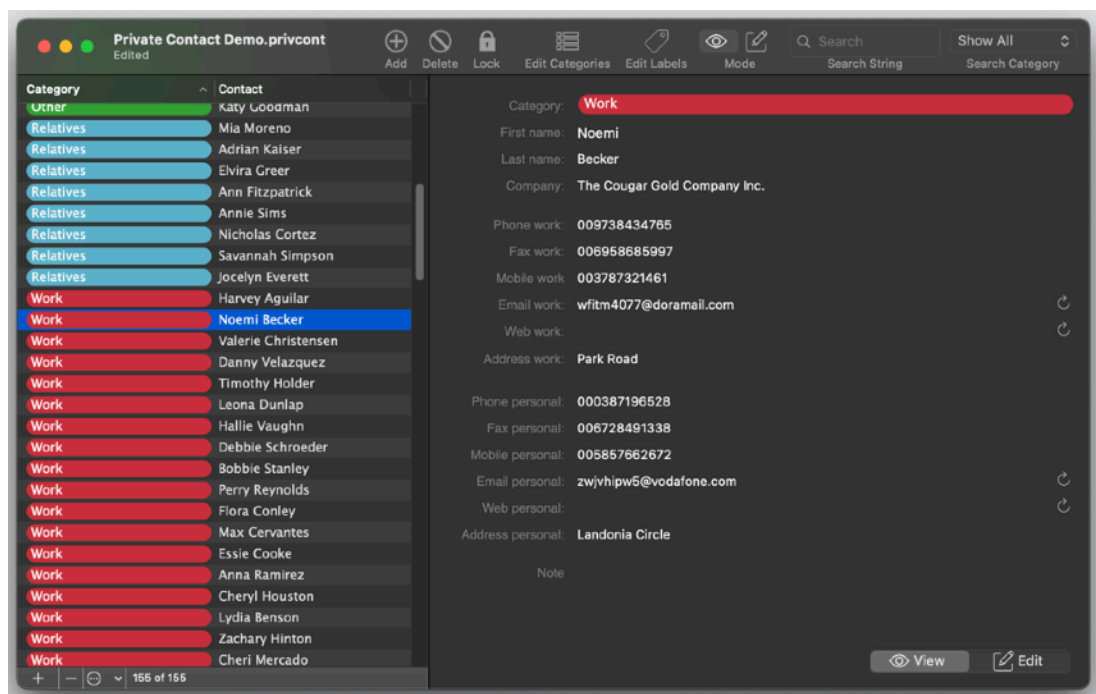 Private Contact Demo.privcont
Edited
Add Delete Lock Edit Categories Edit Labels Mode Search Search String Show All Search Category
Category Contact
Other Katy Goodman
Relatives Mia Moreno
Relatives Adrian Kaiser
Relatives Elvira Greer
Relatives Ann Fitzpatrick
Relatives Annie Sims
Relatives Nicholas Cortez
Relatives Savannah Simpson
Relatives Jocelyn Everett
Work Harvey Aguilar
Work Noemi Becker
Work Valerie Christensen
Work Danny Velazquez
Work Timothy Holder
Work Leona Dunlap
Work Hallie Vaughn
Work Debbie Schroeder
Work Bobbie Stanley
Work Perry Reynolds
Work Flora Conley
Work Max Cervantes
Work Essie Cooke
Work Anna Ramirez
Work Cheryl Houston
Work Lydia Benson
Work Zachary Hinton
Work Cheri Mercado
155 of 155
Category: Work
First name: Noemi
Last name: Becker
Company: The Cougar Gold Company Inc.
Phone work: 009738434765
Fax work: 006958685997
Mobile work 003787321461
Email work: wfitm4077@doramail.com
Web work:
Address work: Park Road
Phone personal: 000387196528
Fax personal: 006728491338
Mobile personal: 005857662672
Email personal: zwjvhipw5@vodafone.com
Web personal:
Address personal: Landonia Circle
Note
View Edit